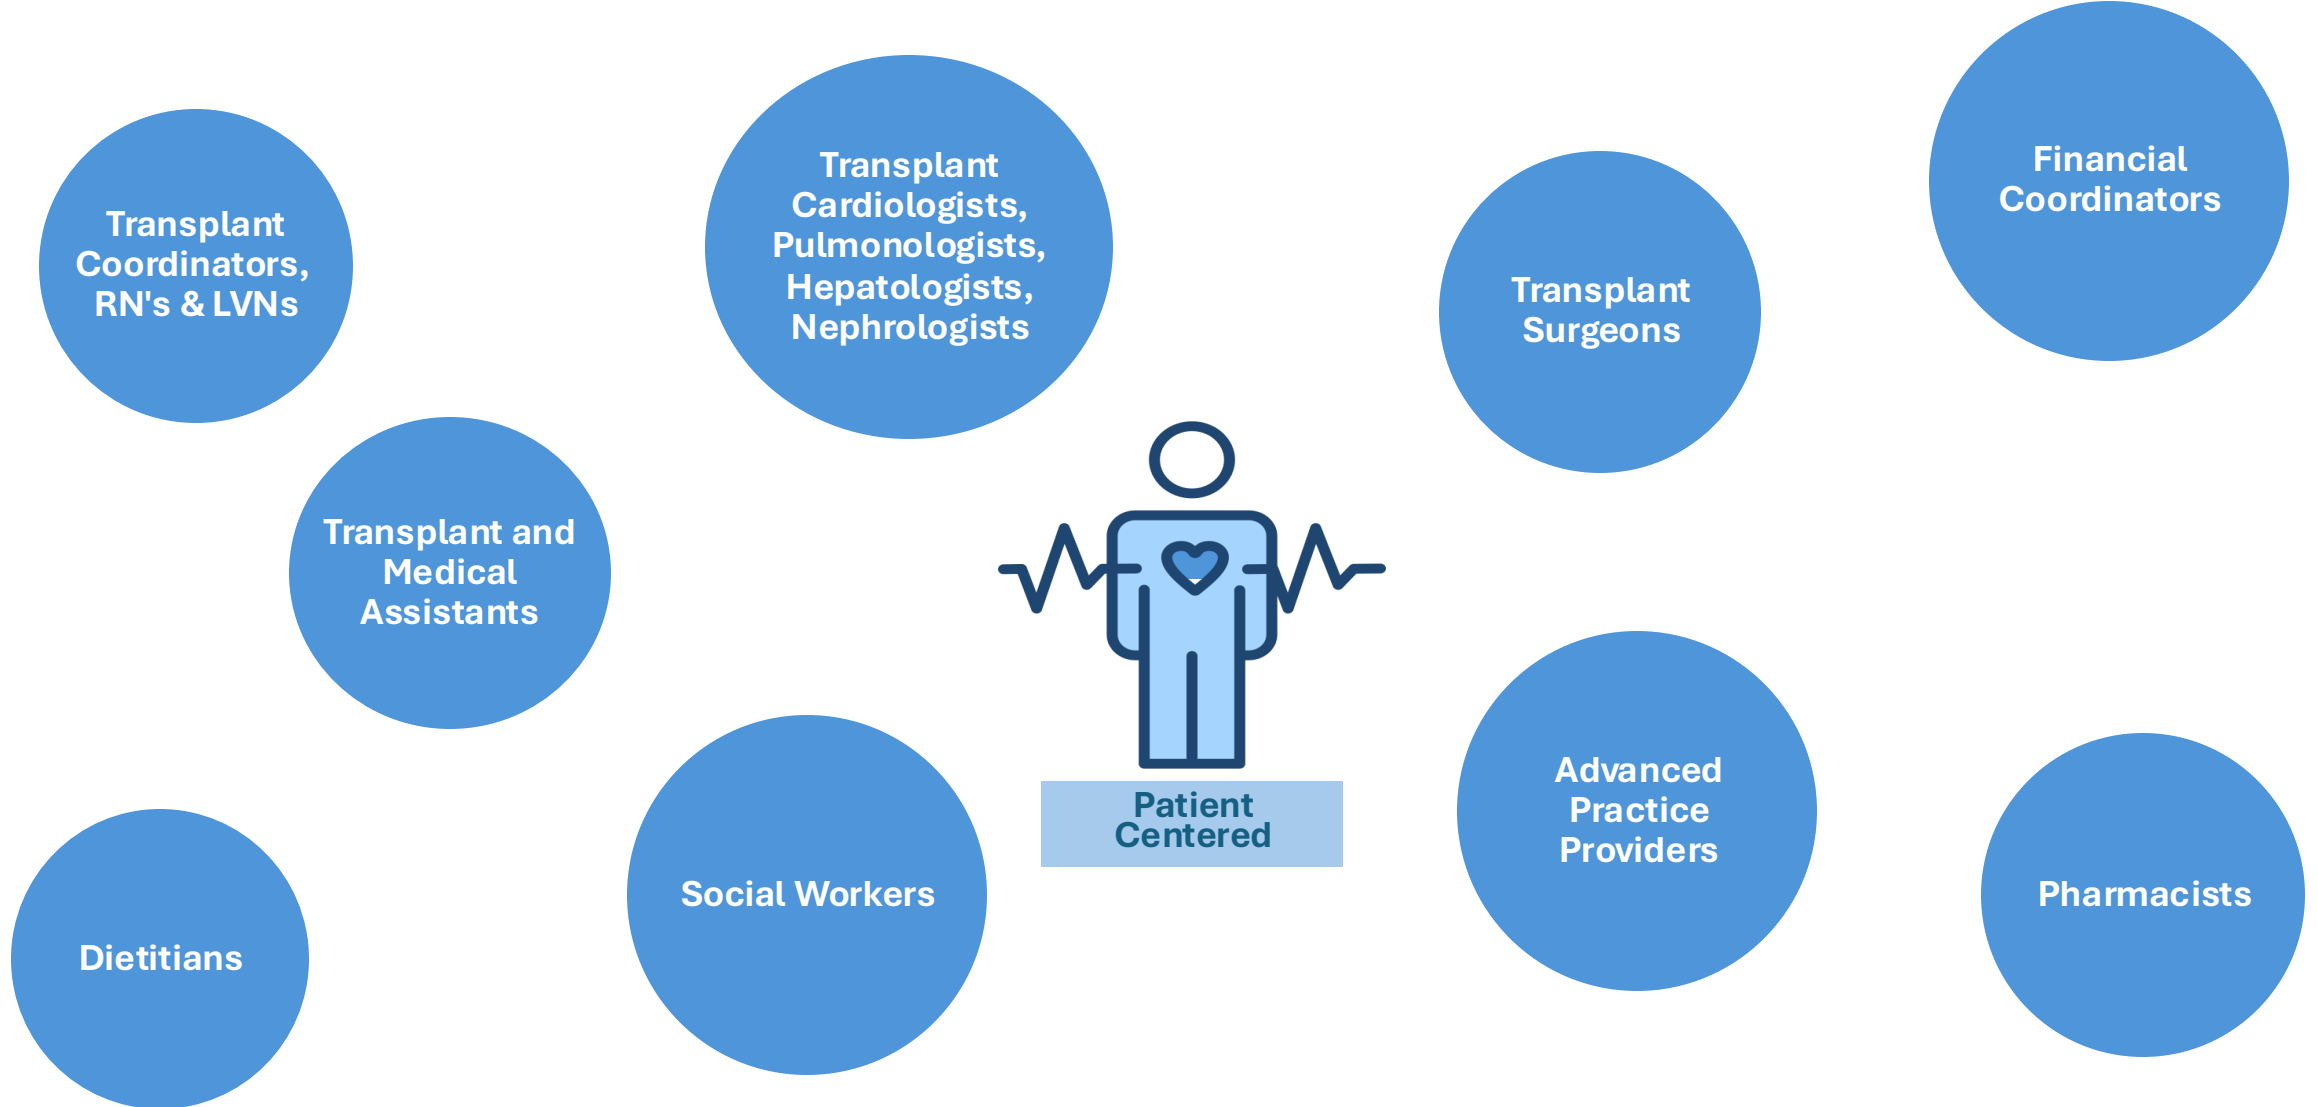 Transplant
Coordinators,
RN's & LVNs
Transplant
Cardiologists,
Pulmonologists,
Hepatologists,
Nephrologists
Transplant
Surgeons
Financial
Coordinators
Transplant and
Medical
Assistants
Patient
Centered
Advanced
Practice
Providers
Dietitians
Social Workers
Pharmacists